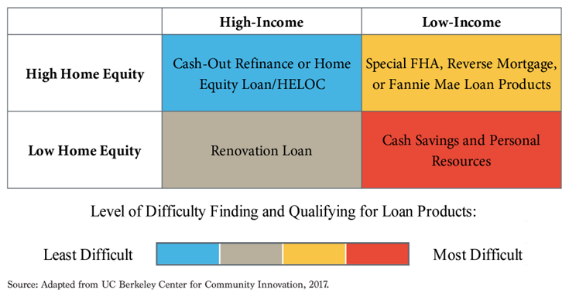 High-Income
Low-Income
High Home Equity
Cash-Out Refinance or Home
Equity Loan/HELOC
Special FHA, Reverse Mortgage,
or Fannie Mae Loan Products
Low Home Equity
Renovation Loan
Cash Savings and Personal
Resources
Level of Difficulty Finding and Qualifying for Loan Products:
Least Difficult
Most Difficult
Source: Adapted from UC Berkeley Center for Community Innovation, 2017.